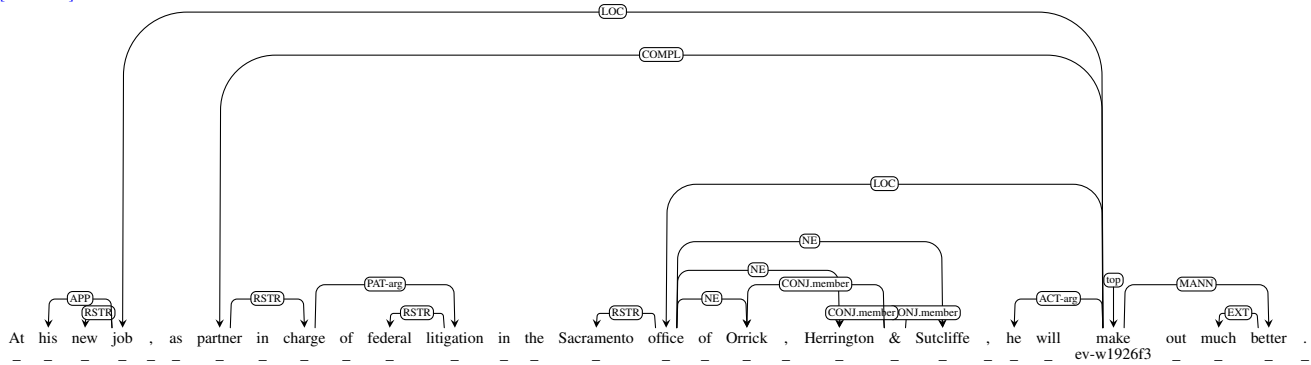 LOC
COMPL
LOC
NE
NE
CONJ.member
top
PAT-arg
MANN
APP
RSTR
NE
ACT-arg
RSTR
RSTR
RSTR
CONJ.member
ONJ.member
EXT
At his new job , as partner in charge of federal litigation in the Sacramento office of Orrick , Herrington & Sutcliffe , he will make out much better .
_ _ _ _ _ _ _ _ _ _ _ _ _ _ _ _ _ _ _ _ _ _ _ _ _ _ ev-w1926f3 _ _ _ _